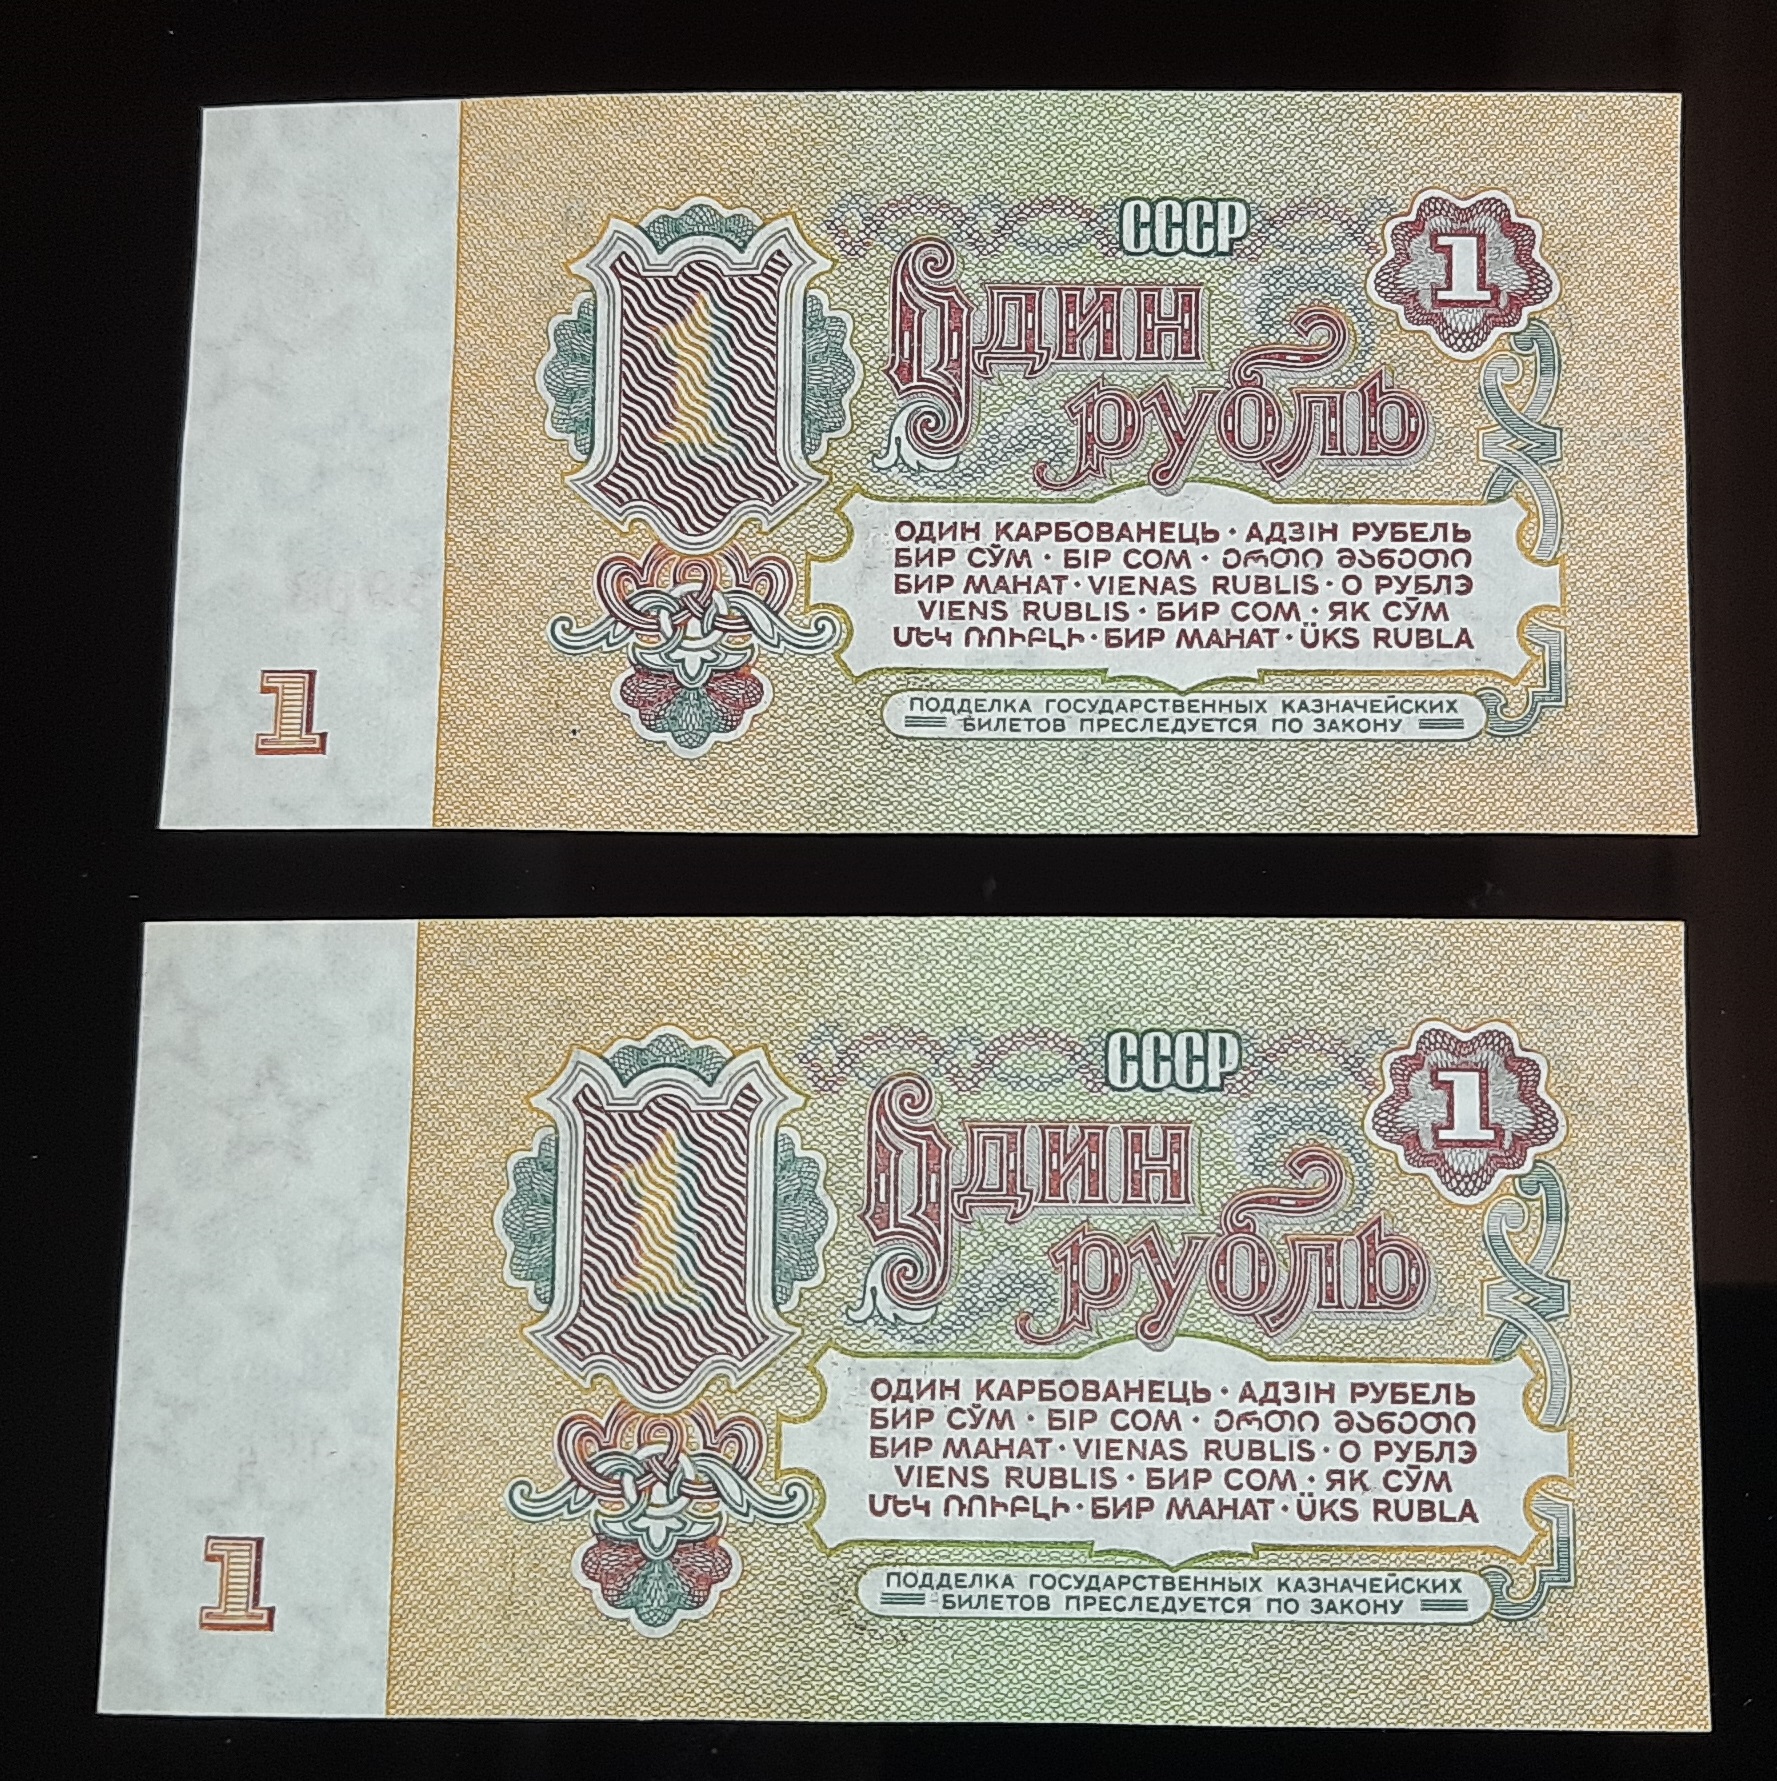 СССР
1
1
Один
рубль
ОДИН КАРБОВАНЕЦЬ · АДЗІН РУБЕЛЬ
БИР СЎМ · БІР СОМ · ᲔᲠᲗᲘ ᲛᲐᲜᲔᲗᲘ
БИР МАНАТ · VIENAS RUBLIS · О РУБЛЭ
VIENS RUBLIS · БИР СОМ · ЯК СӮМ
ՄԵԿ ՌՈՒԲԼԻ · БИР МАНАТ · ÜKS RUBLA
1
ПОДДЕЛКА ГОСУДАРСТВЕННЫХ КАЗНАЧЕЙСКИХ
БИЛЕТОВ ПРЕСЛЕДУЕТСЯ ПО ЗАКОНУ
СССР
1
1
Один
рубль
ОДИН КАРБОВАНЕЦЬ · АДЗІН РУБЕЛЬ
БИР СЎМ · БІР СОМ · ᲔᲠᲗᲘ ᲛᲐᲜᲔᲗᲘ
БИР МАНАТ · VIENAS RUBLIS · О РУБЛЭ
VIENS RUBLIS · БИР СОМ · ЯК СӮМ
ՄԵԿ ՌՈՒԲԼԻ · БИР МАНАТ · ÜKS RUBLA
1
ПОДДЕЛКА ГОСУДАРСТВЕННЫХ КАЗНАЧЕЙСКИХ
БИЛЕТОВ ПРЕСЛЕДУЕТСЯ ПО ЗАКОНУ